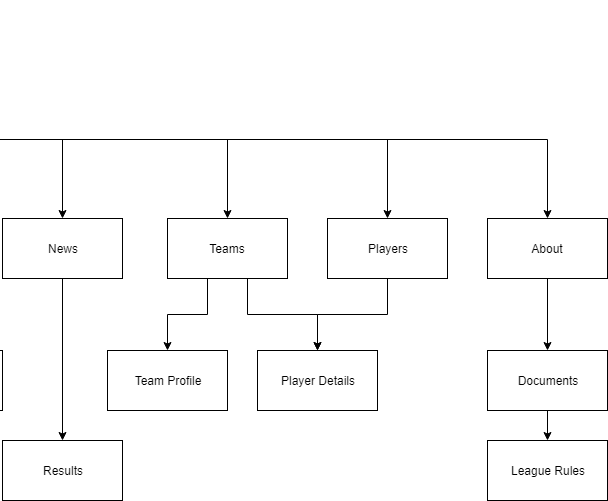 News
Teams
Players
About
Team Profile
Player Details
Documents
Results
League Rules